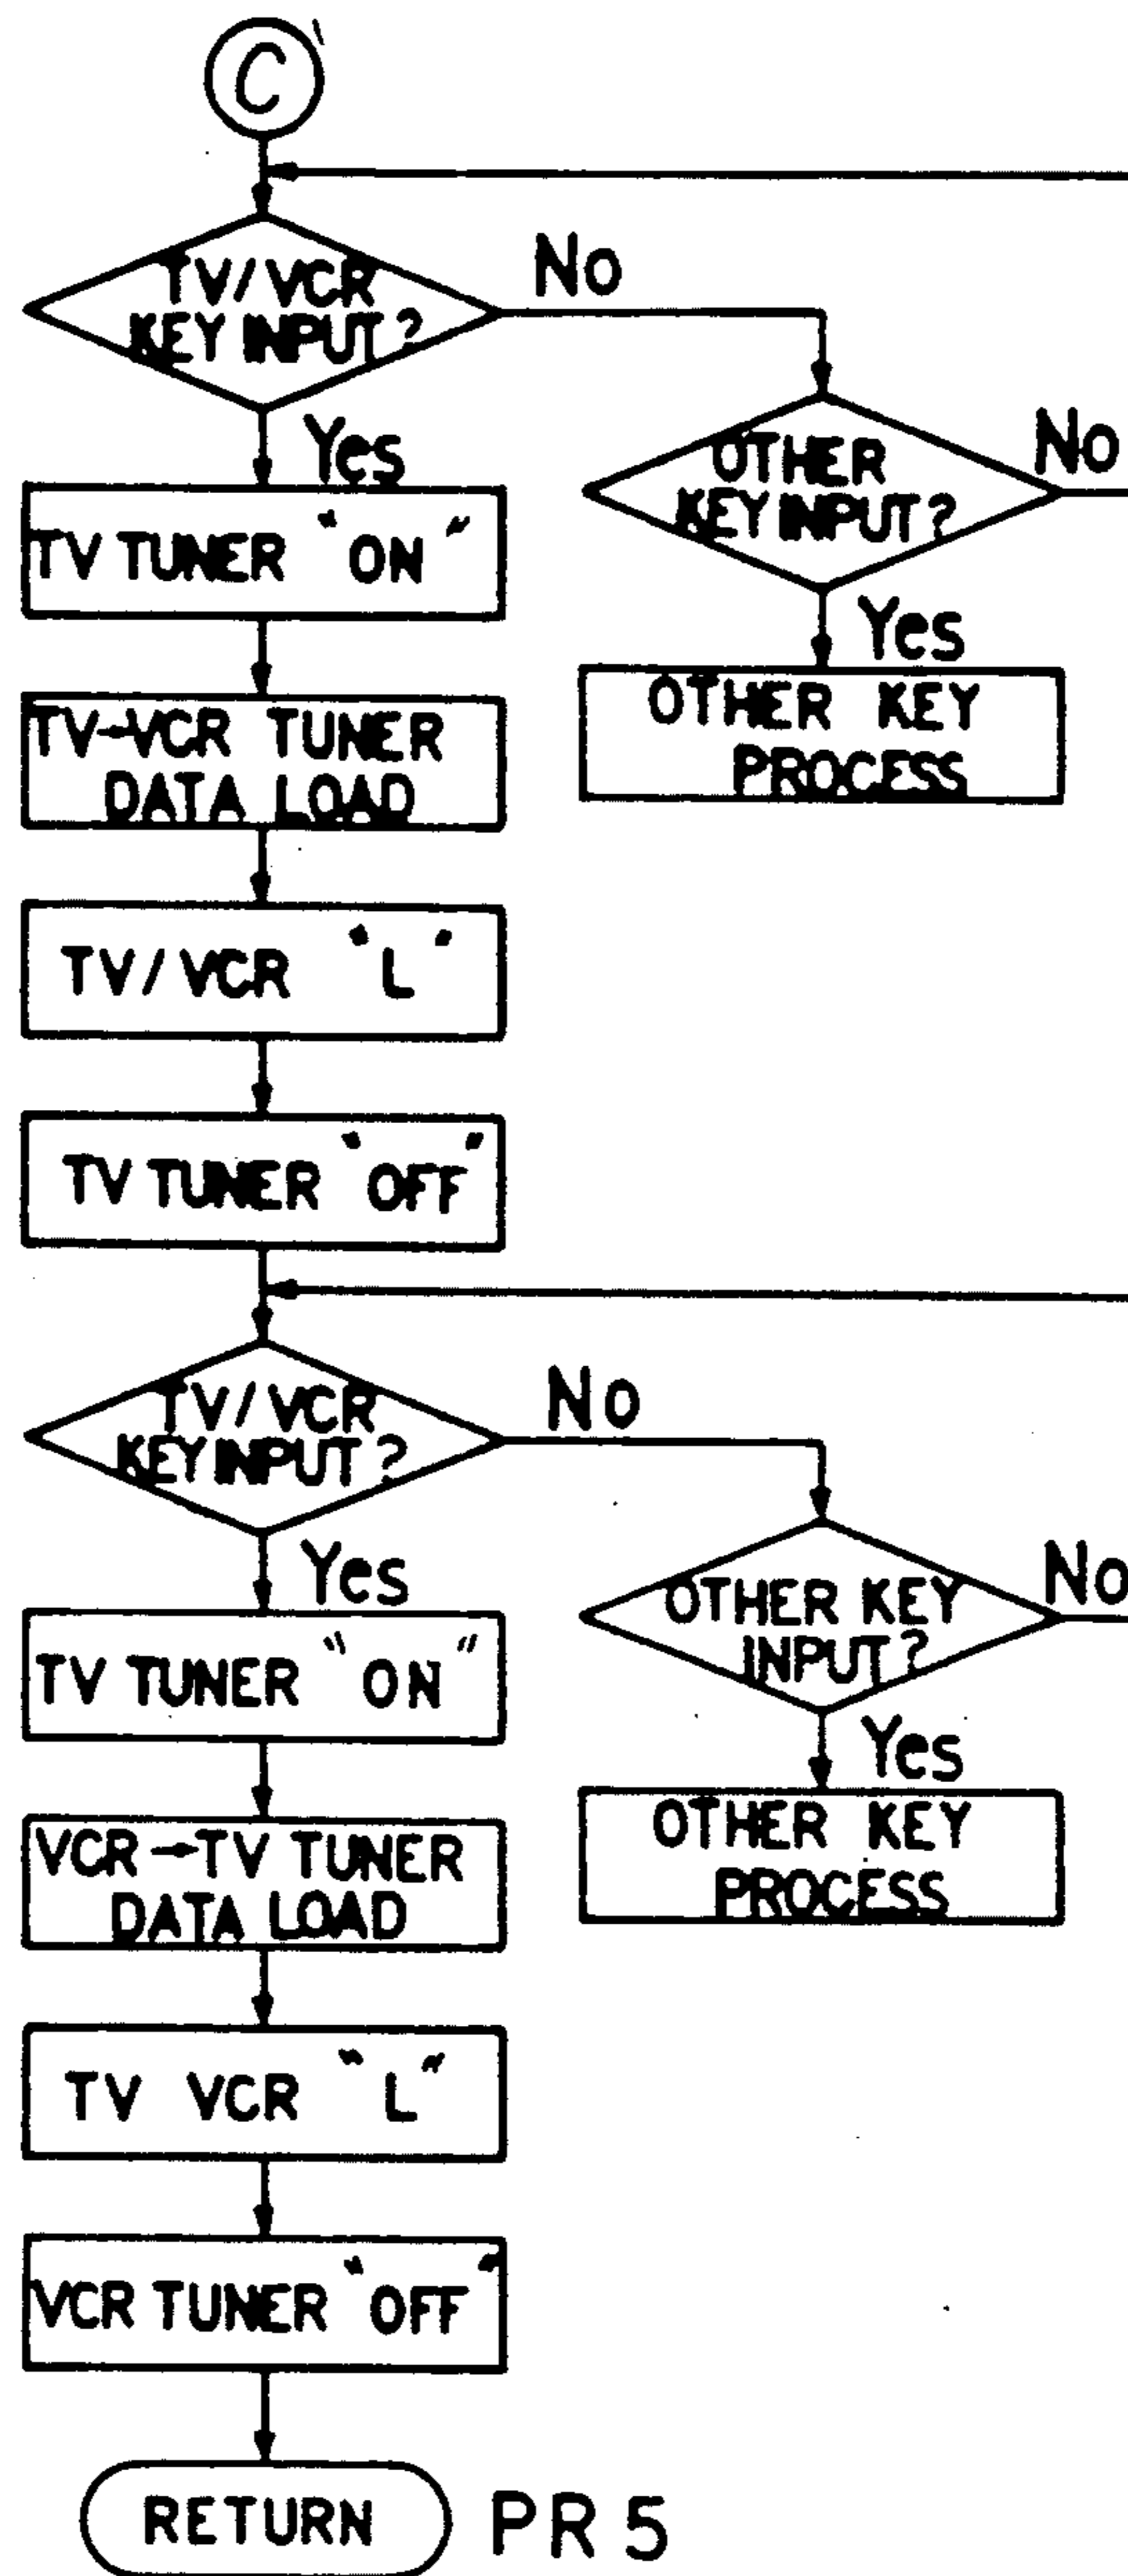 C
TV/VCR
KEY INPUT?
No
Yes
OTHER
KEY INPUT?
No
TV TUNER "ON"
Yes
OTHER KEY
PROCESS
TV→VCR TUNER
DATA LOAD
TV/VCR "L"
TV TUNER "OFF"
TV/VCR
KEY INPUT?
No
Yes
OTHER KEY
INPUT?
No
TV TUNER "ON"
Yes
OTHER KEY
PROCESS
VCR→TV TUNER
DATA LOAD
TV VCR "L"
VCR TUNER "OFF"
RETURN
PR 5